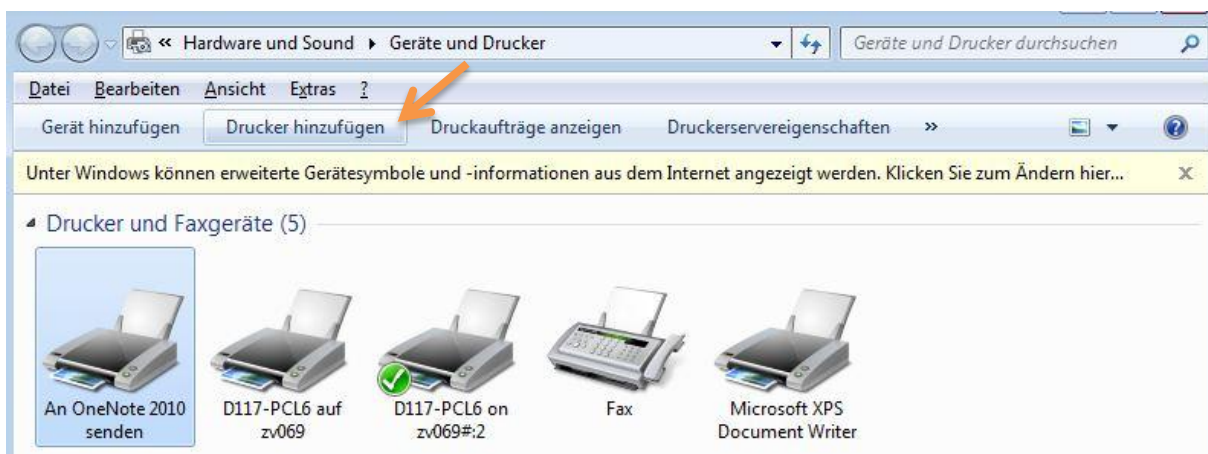 « Hardware und Sound ▸ Geräte und Drucker Geräte und Drucker durchsuchen
Datei Bearbeiten Ansicht Extras ?
Gerät hinzufügen Drucker hinzufügen Druckaufträge anzeigen Druckerservereigenschaften »
Unter Windows können erweiterte Gerätesymbole und -informationen aus dem Internet angezeigt werden. Klicken Sie zum Ändern hier...
Drucker und Faxgeräte (5)
An OneNote 2010 D117-PCL6 auf D117-PCL6 on Fax Microsoft XPS
senden zv069 zv069#:2 Document Writer